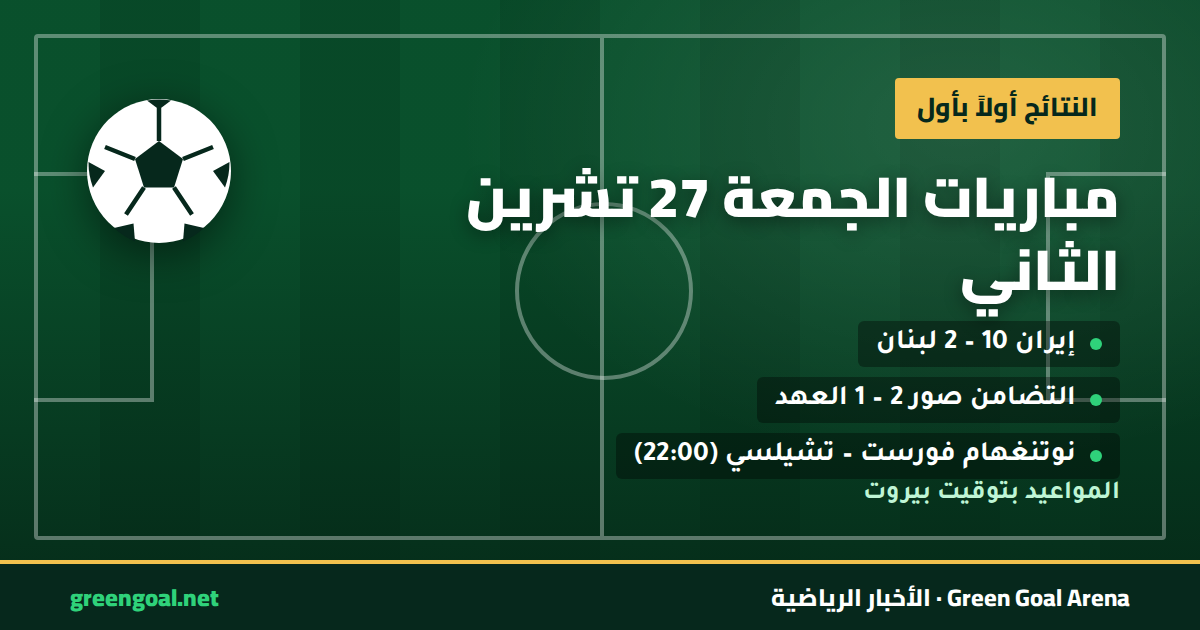 النتائج أولاً بأول
مباريات الجمعة 27 تشرين
الثاني
إيران 10 - 2 لبنان
التضامن صور 2 - 1 العهد
نوتنغهام فورست - تشيلسي (22:00)
المواعيد بتوقيت بيروت
Green Goal Arena · الأخبار الرياضية
greengoal.net